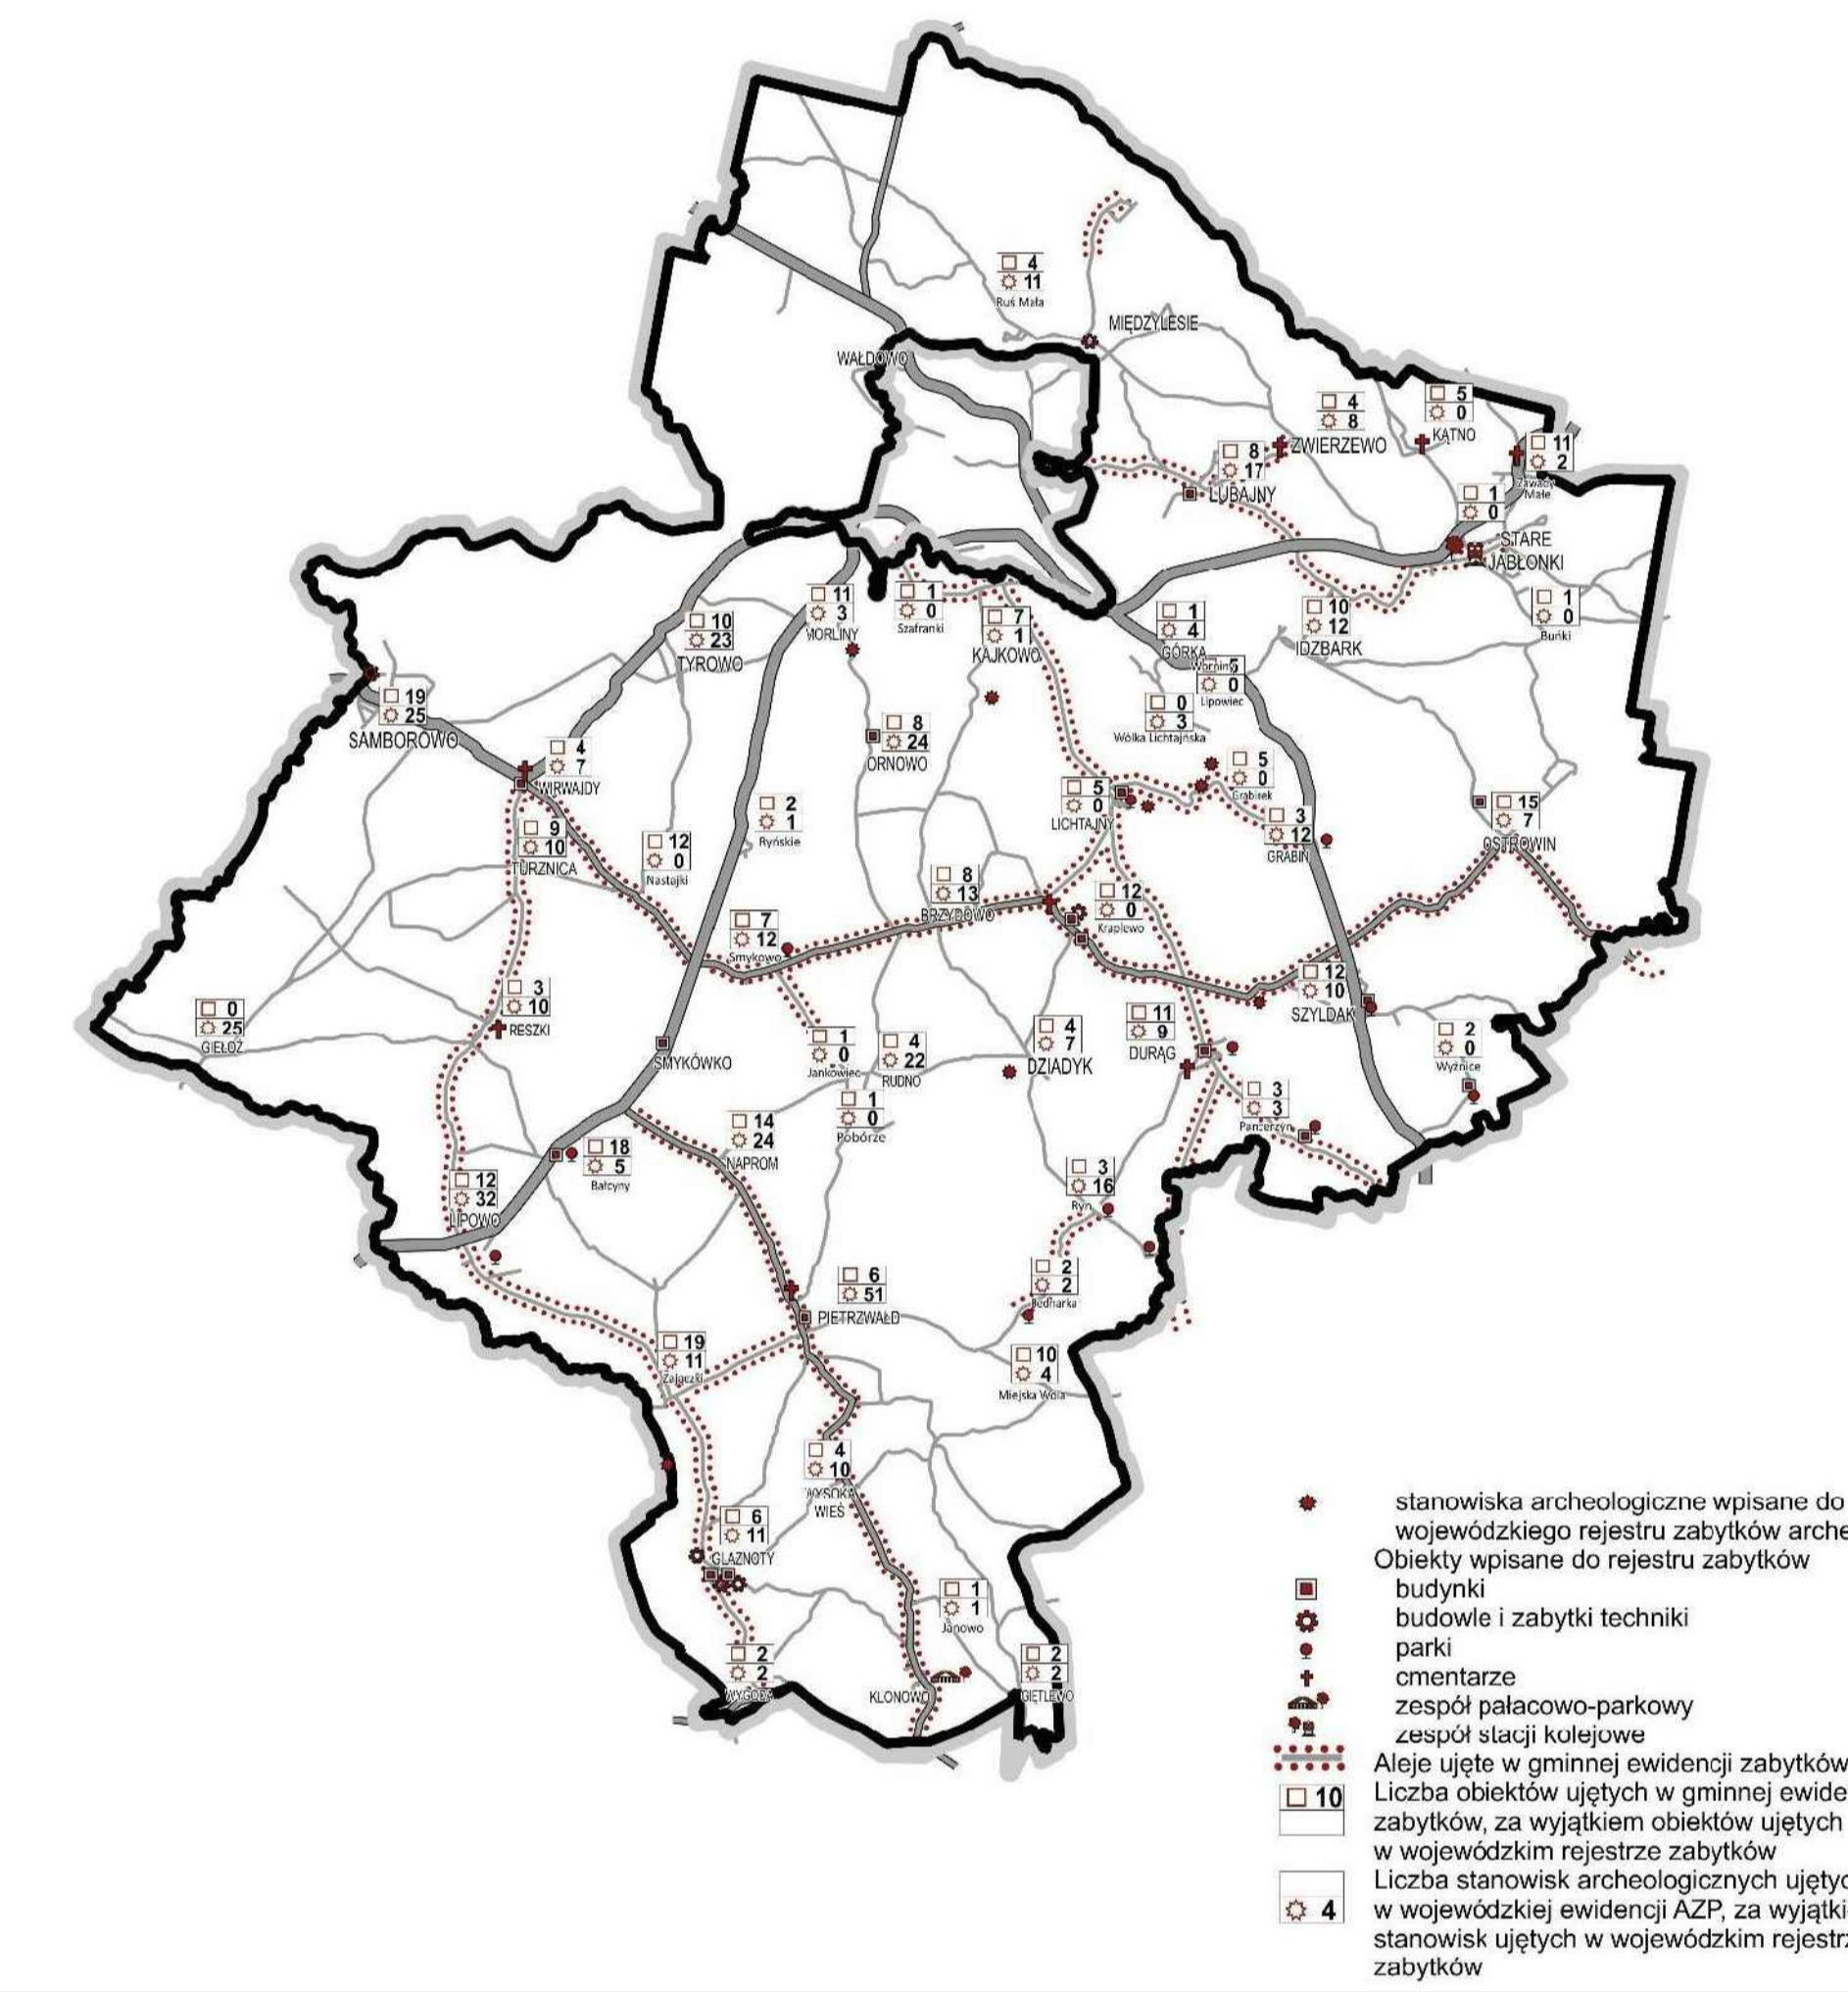 4
11
Ruś Mała
MIĘDZYLESIE
WAŁDOWO
4
8
ZWIERZEWO
5
0
KĄTNO
11
2
Zawady
Małe
8
17
LUBAJNY
1
0
STARE
JABŁONKI
11
3
MORLINY
1
0
Szafranki
7
1
KAJKOWO
1
4
GÓRKA
10
12
IDZBARK
1
0
Buńki
10
23
TYROWO
5
Worniny
0
Lipowiec
0
3
Wólka Lichtajńska
19
25
SAMBOROWO
8
24
ORNOWO
4
7
WIRWAJDY
5
0
Grabinek
5
0
LICHTAJNY
2
1
Ryńskie
3
12
GRABIN
15
7
OSTROWIN
9
10
TURZNICA
12
0
Nastajki
8
13
BRZYDOWO
12
0
Kraplewo
7
12
Smykowo
12
10
SZYLDAK
3
10
RESZKI
0
25
GIEŁOŻ
11
9
DURĄG
4
7
DZIADYK
2
0
Wyżnice
SMYKÓWKO
1
0
Jankowiec
4
22
RUDNO
3
3
Pancerzyn
1
0
Pobórze
14
24
NAPROM
18
5
Bałcyny
12
32
LIPOWO
3
16
Ryn
2
2
Bednarka
6
51
PIETRZWAŁD
19
11
Zajączki
10
4
Miejska Wola
4
10
WYSOKA
WIEŚ
6
11
GLAZNOTY
1
1
Janowo
2
2
WYGODA
KLONOWO
2
2
GIĘTLEWO
stanowiska archeologiczne wpisane do
wojewódzkiego rejestru zabytków arche
Obiekty wpisane do rejestru zabytków
budynki
budowle i zabytki techniki
parki
cmentarze
zespół pałacowo-parkowy
zespół stacji kolejowe
Aleje ujęte w gminnej ewidencji zabytków
10
Liczba obiektów ujętych w gminnej ewide
zabytków, za wyjątkiem obiektów ujętych
w wojewódzkim rejestrze zabytków
Liczba stanowisk archeologicznych ujętyc
4
w wojewódzkiej ewidencji AZP, za wyjątki
stanowisk ujętych w wojewódzkim rejestrz
zabytków